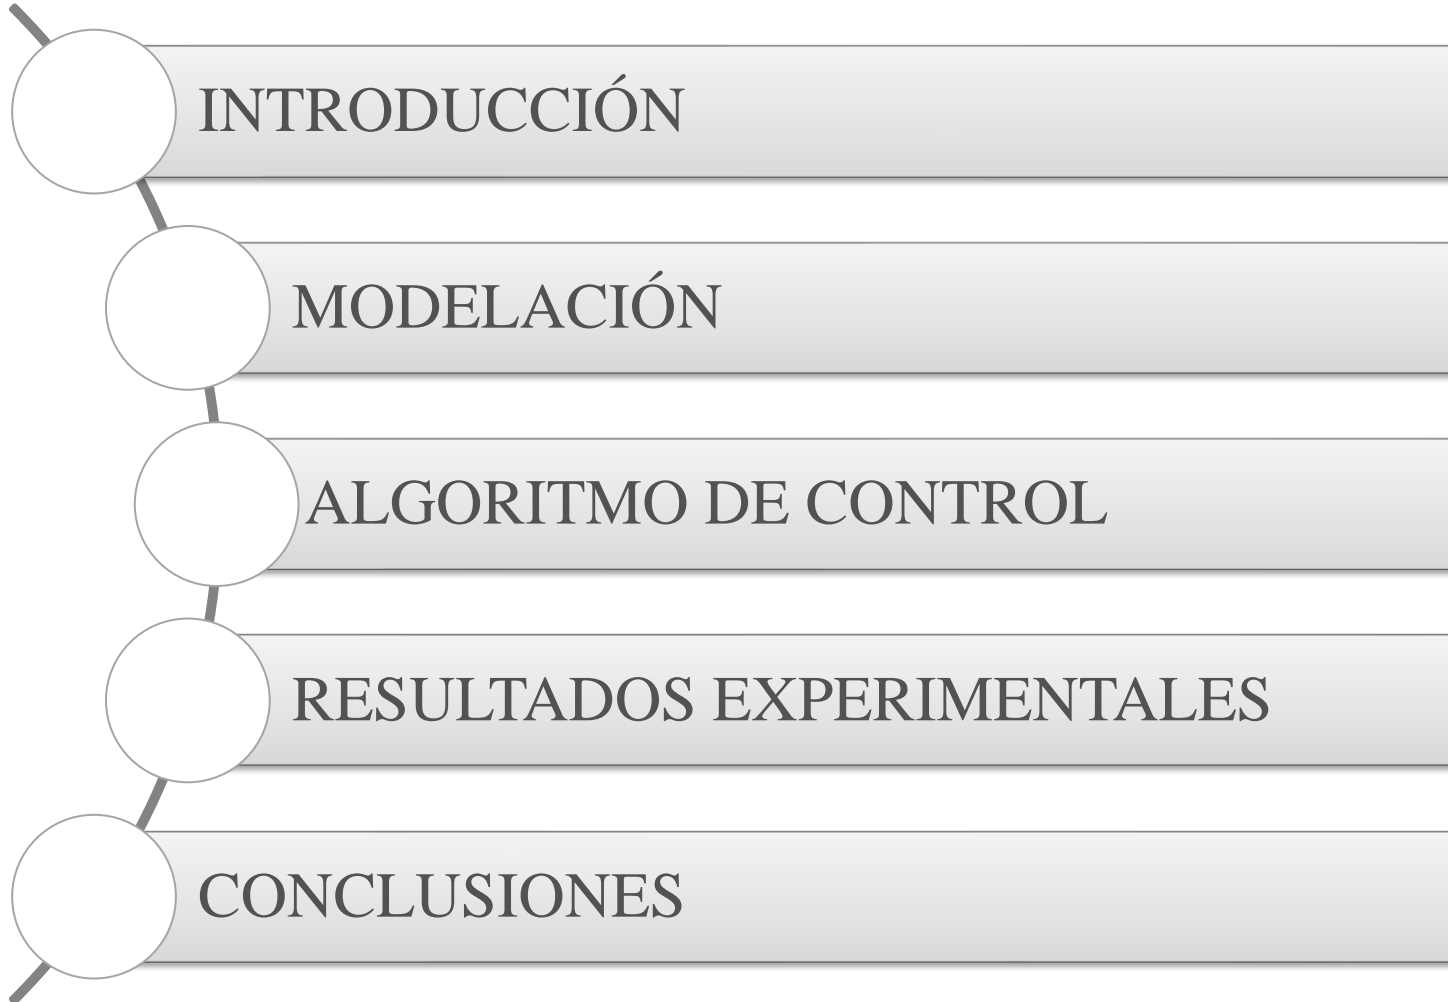 INTRODUCCIÓN
MODELACIÓN
ALGORITMO DE CONTROL
RESULTADOS EXPERIMENTALES
CONCLUSIONES